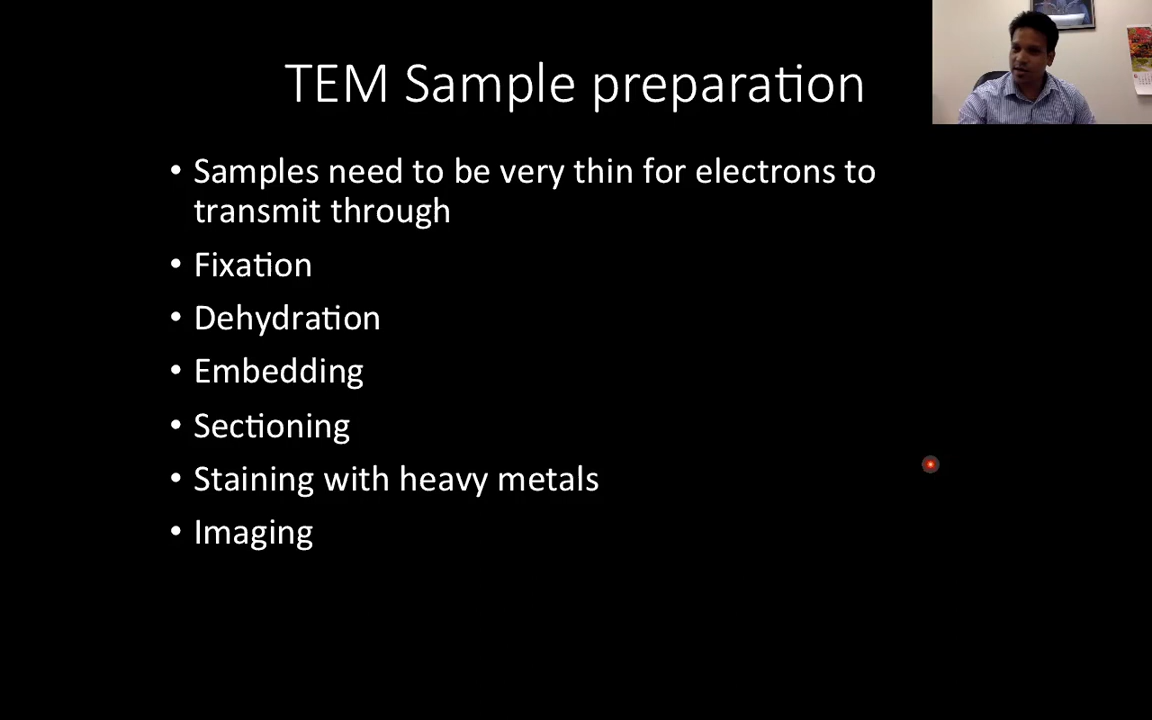 TEM Sample preparation
• Samples need to be very thin for electrons to
transmit through
• Fixation
• Dehydration
• Embedding
• Sectioning
• Staining with heavy metals
• Imaging